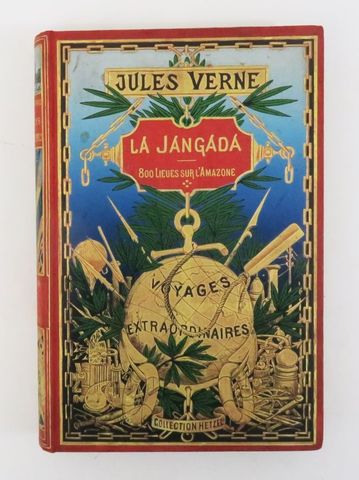 JULES VERNE
LA JANGADA
800 LIEUES SUR L'AMAZONE
VOYAGES
EXTRAORDINAIRES
COLLECTION HETZEL